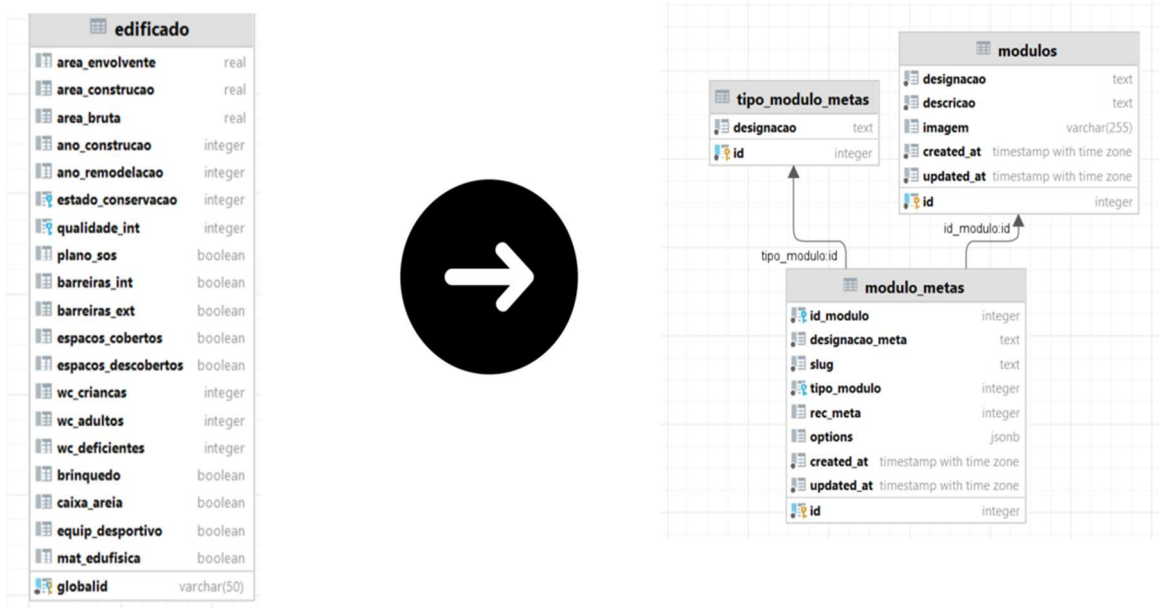 edificado
area_envolvente real
area_construcao real
area_bruta real
ano_construcao integer
ano_remodelacao integer
estado_conservacao integer
qualidade_int integer
plano_sos boolean
barreiras_int boolean
barreiras_ext boolean
espacos_cobertos boolean
espacos_descobertos boolean
wc_criancas integer
wc_adultos integer
wc_deficientes integer
brinquedo boolean
caixa_areia boolean
equip_desportivo boolean
mat_edufisica boolean
globalid varchar(50)
tipo_modulo_metas
designacao text
id integer
modulos
designacao text
descricao text
imagem varchar(255)
created_at timestamp with time zone
updated_at timestamp with time zone
id integer
id_modulo:id
tipo_modulo:id
modulo_metas
id_modulo integer
designacao_meta text
slug text
tipo_modulo integer
rec_meta integer
options jsonb
created_at timestamp with time zone
updated_at timestamp with time zone
id integer